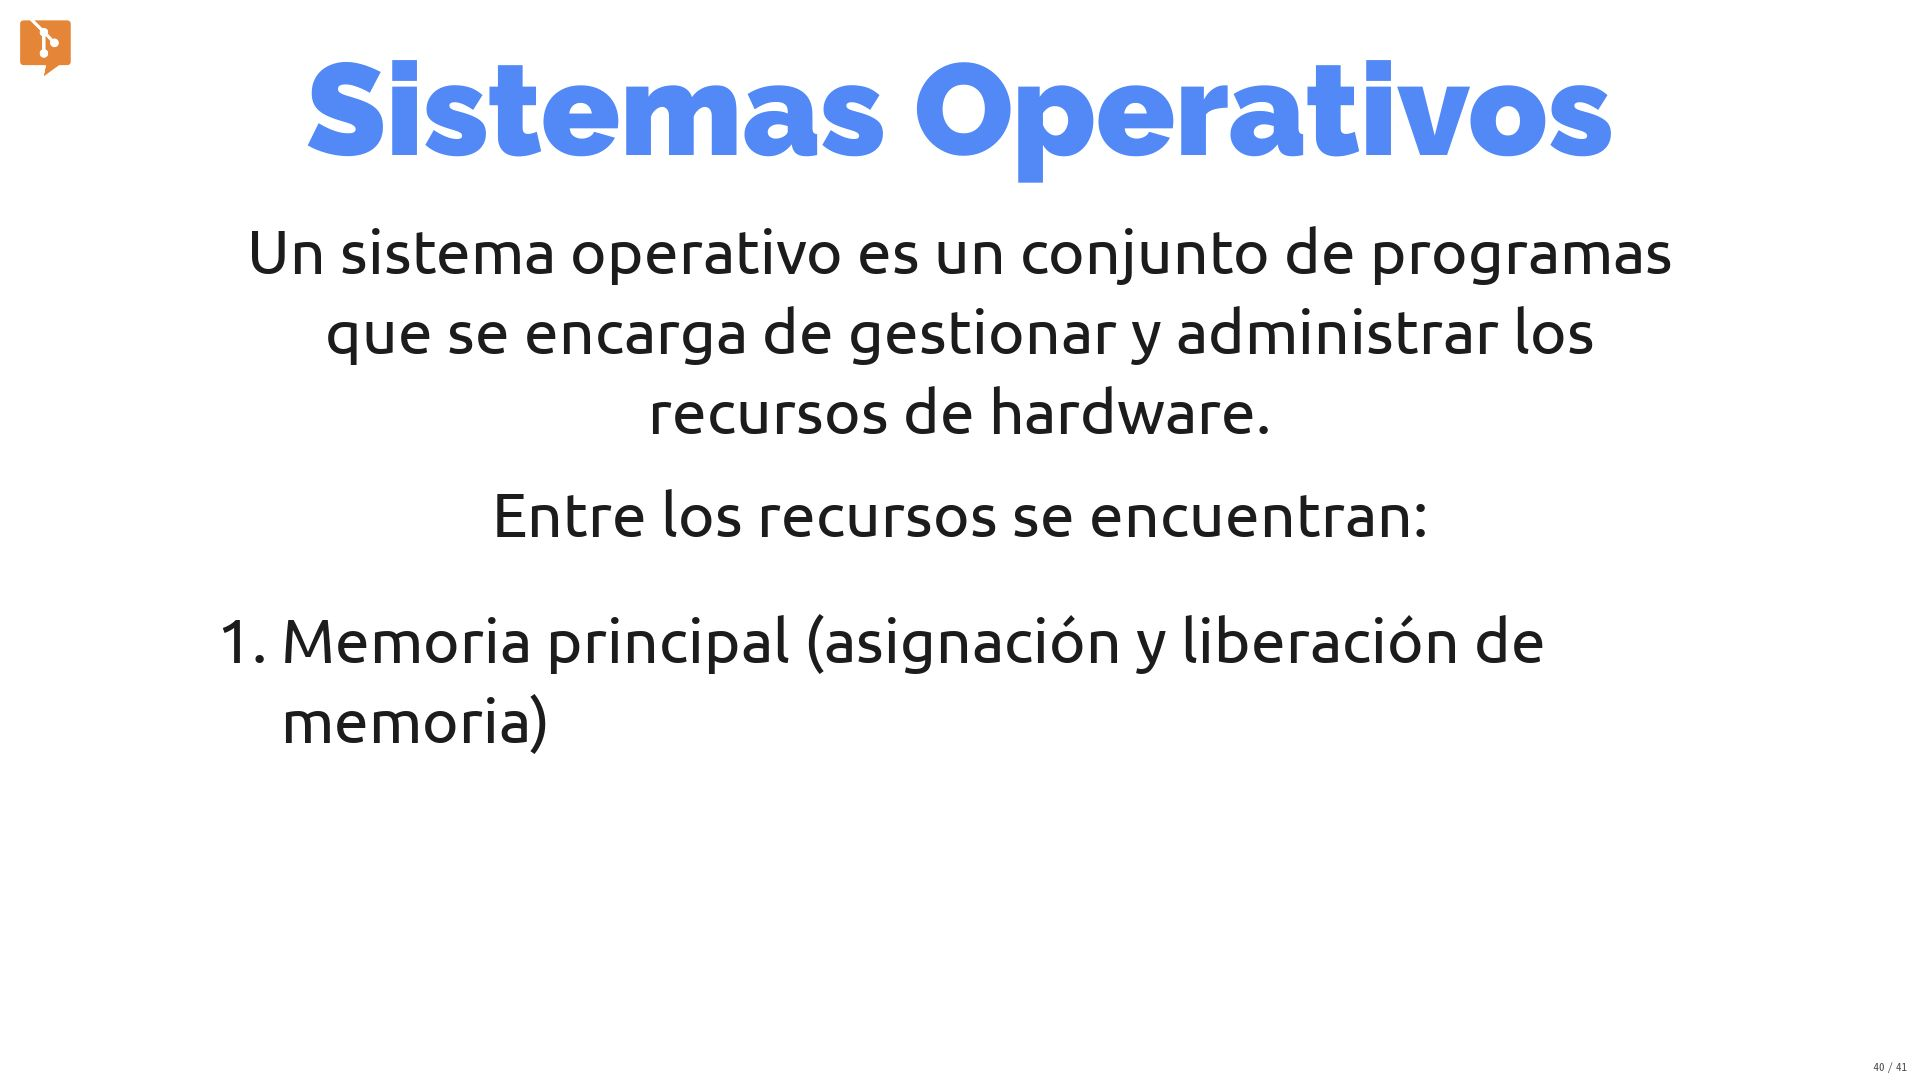 Sistemas Operativos
Un sistema operativo es un conjunto de programas
que se encarga de gestionar y administrar los
recursos de hardware.
Entre los recursos se encuentran:
1. Memoria principal (asignación y liberación de
memoria)
40 / 41